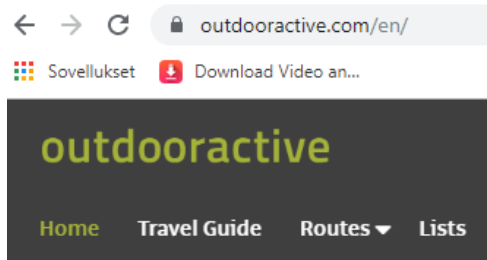 outdooractive.com/en/
Sovellukset Download Video an...
outdooractive
Home Travel Guide Routes Lists